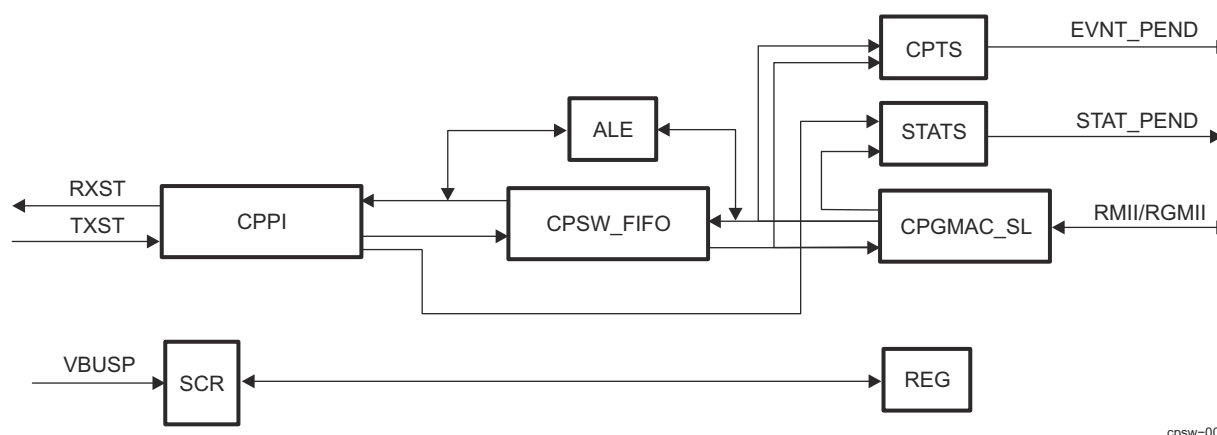 EVNT_PEND
CPTS
ALE
STATS
STAT_PEND
RXST
CPPI
CPSW_FIFO
CPGMAC_SL
RMII/RGMII
TXST
VBUSP
SCR
REG